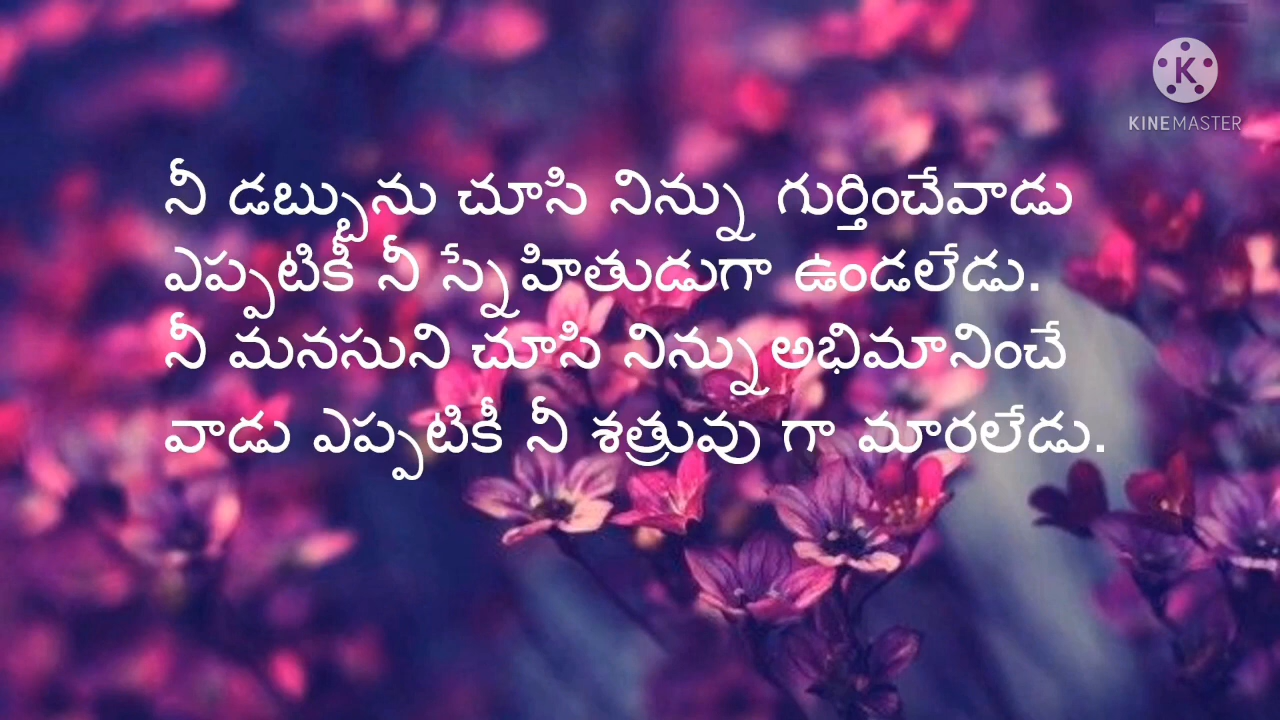 KINEMASTER
నీ డబ్బును చూసి నిన్ను గుర్తించేవాడు
ఎప్పటికీ నీ స్నేహితుడుగా ఉండలేడు.
నీ మనసుని చూసి నిన్నుఅభిమానించే
వాడు ఎప్పటికీ నీ శత్రువు గా మారలేడు.